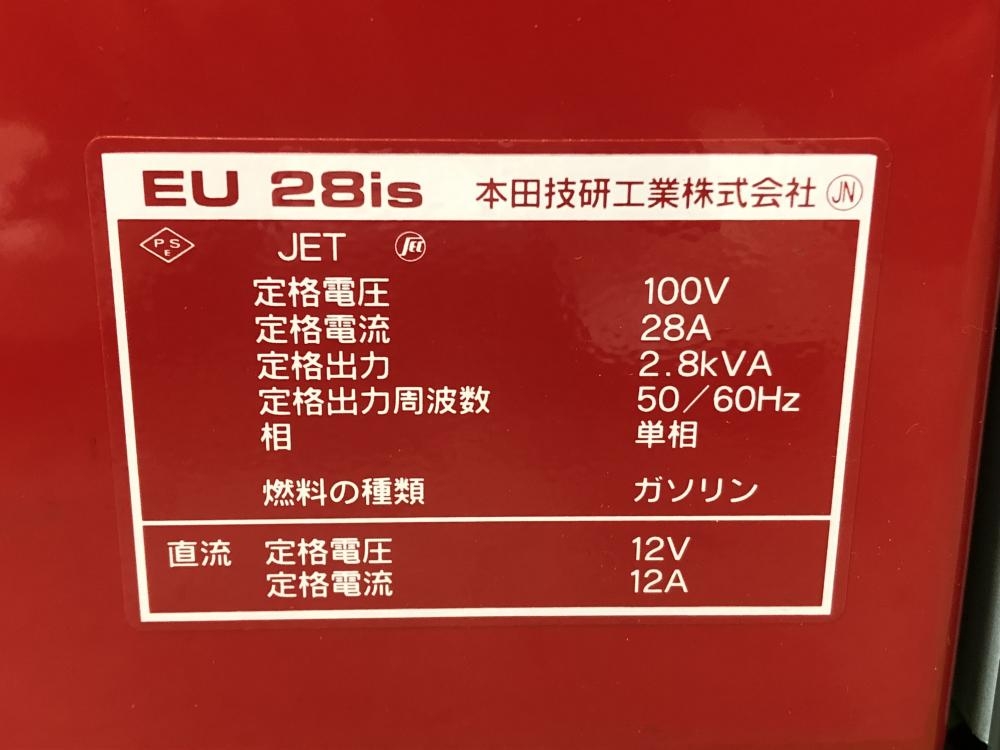 EU 28is 本田技研工業株式会社 JN
PSE JET JET
定格電圧 100V
定格電流 28A
定格出力 2.8kVA
定格出力周波数 50/60Hz
相 単相
燃料の種類 ガソリン
直流 定格電圧 12V
定格電流 12A